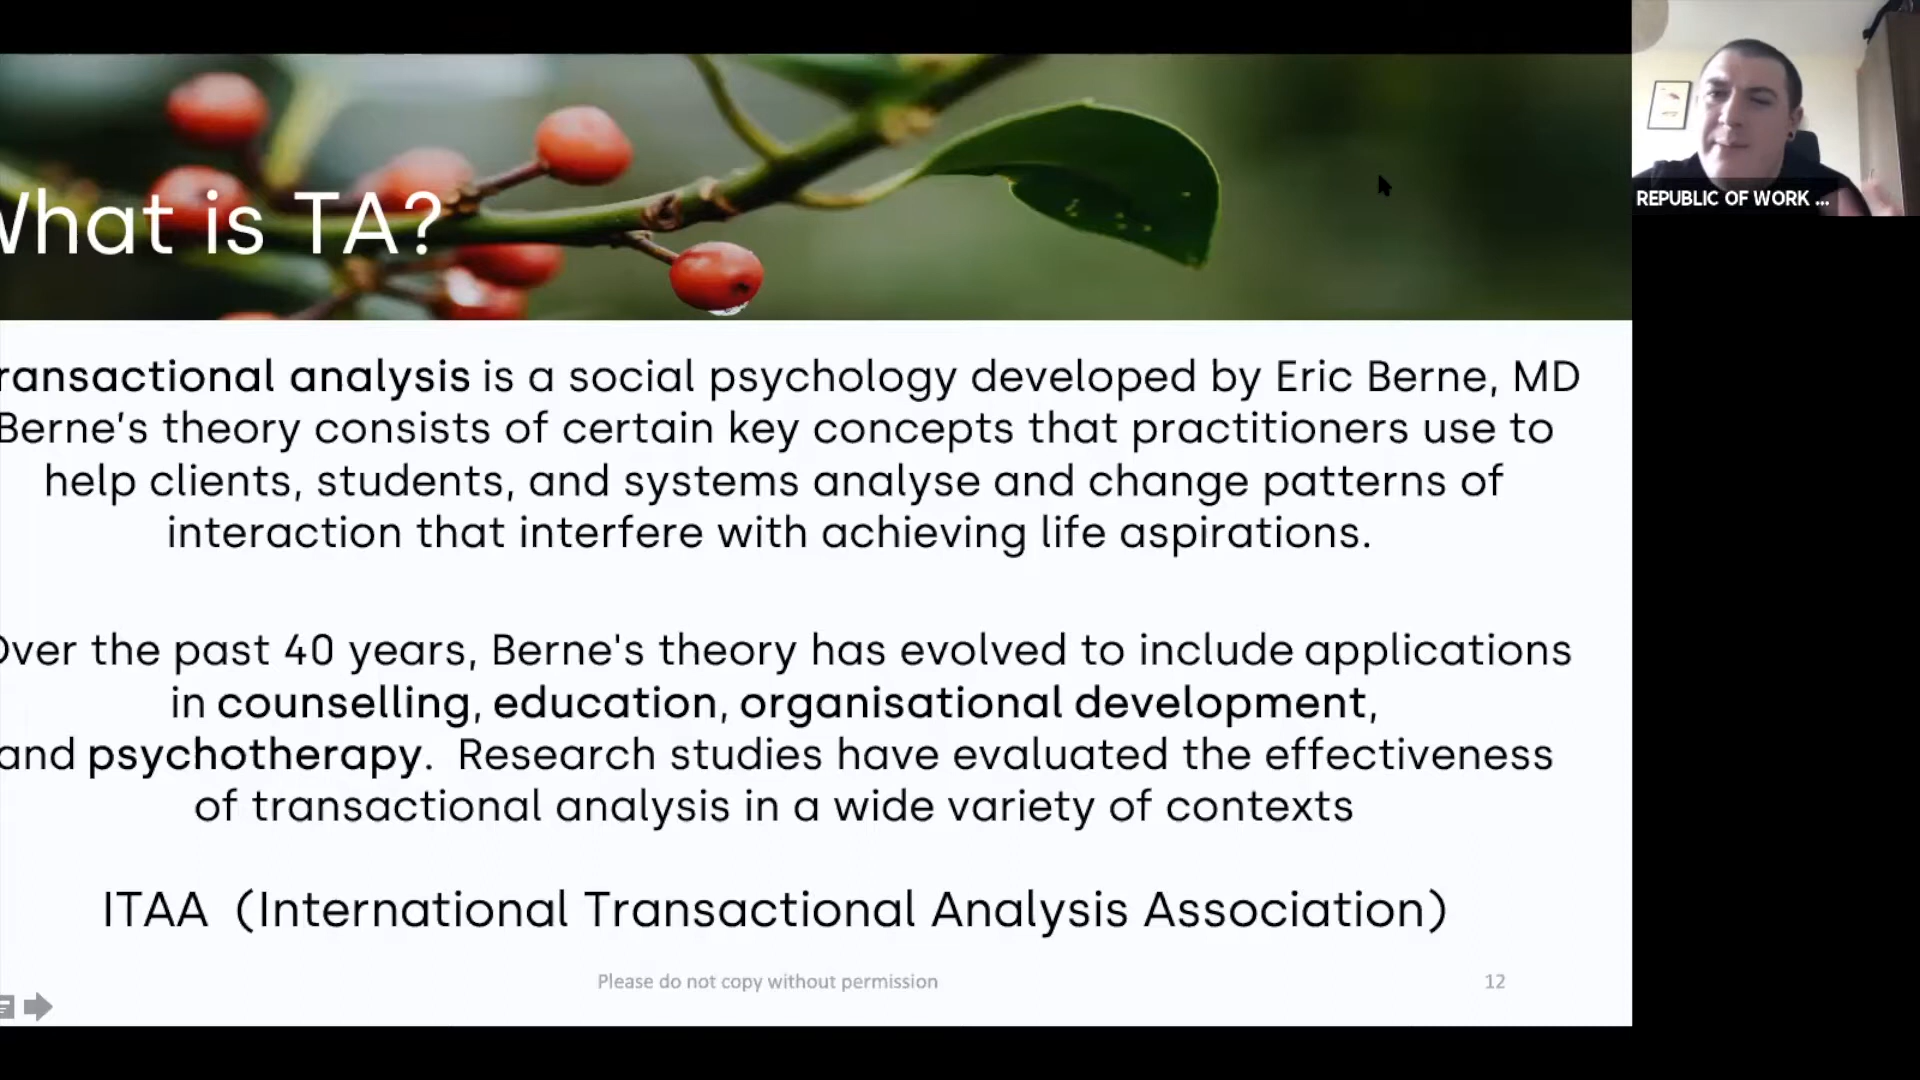 What is TA?
REPUBLIC OF WORK ...
ransactional analysis is a social psychology developed by Eric Berne, MD
Berne’s theory consists of certain key concepts that practitioners use to
help clients, students, and systems analyse and change patterns of
interaction that interfere with achieving life aspirations.
Over the past 40 years, Berne's theory has evolved to include applications
in counselling, education, organisational development,
and psychotherapy. Research studies have evaluated the effectiveness
of transactional analysis in a wide variety of contexts
ITAA (International Transactional Analysis Association)
Please do not copy without permission
12